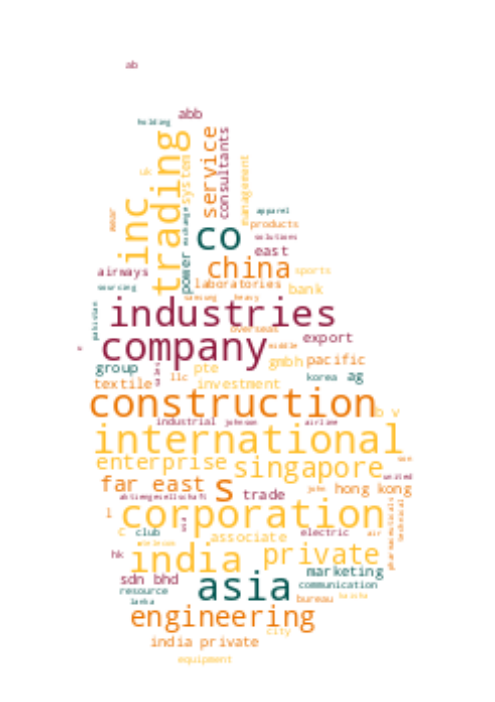 ab
abb
holding
trading
inc
service
consultants
uk
system
management
wear
exchange
apparel
products
co
solutions
east
power
china
airways
laboratories
sports
sourcing
bank
samsung
heavy
pakistan
industries
overseas
export
company
middle
gmbh
pacific
group
pte
llc
korea
ag
textile
investment
construction
b v
industrial
johnson
airline
international
enterprise
singapore
united
far east
s
john
hong kong
aktiengesellschaft
trade
l
corporation
pharmaceuticals
technical
c
club
associate
electric
air
hk
india
private
sdn bhd
marketing
resource
communication
asia
lanka
bureau
engineering
city
india private
equipment